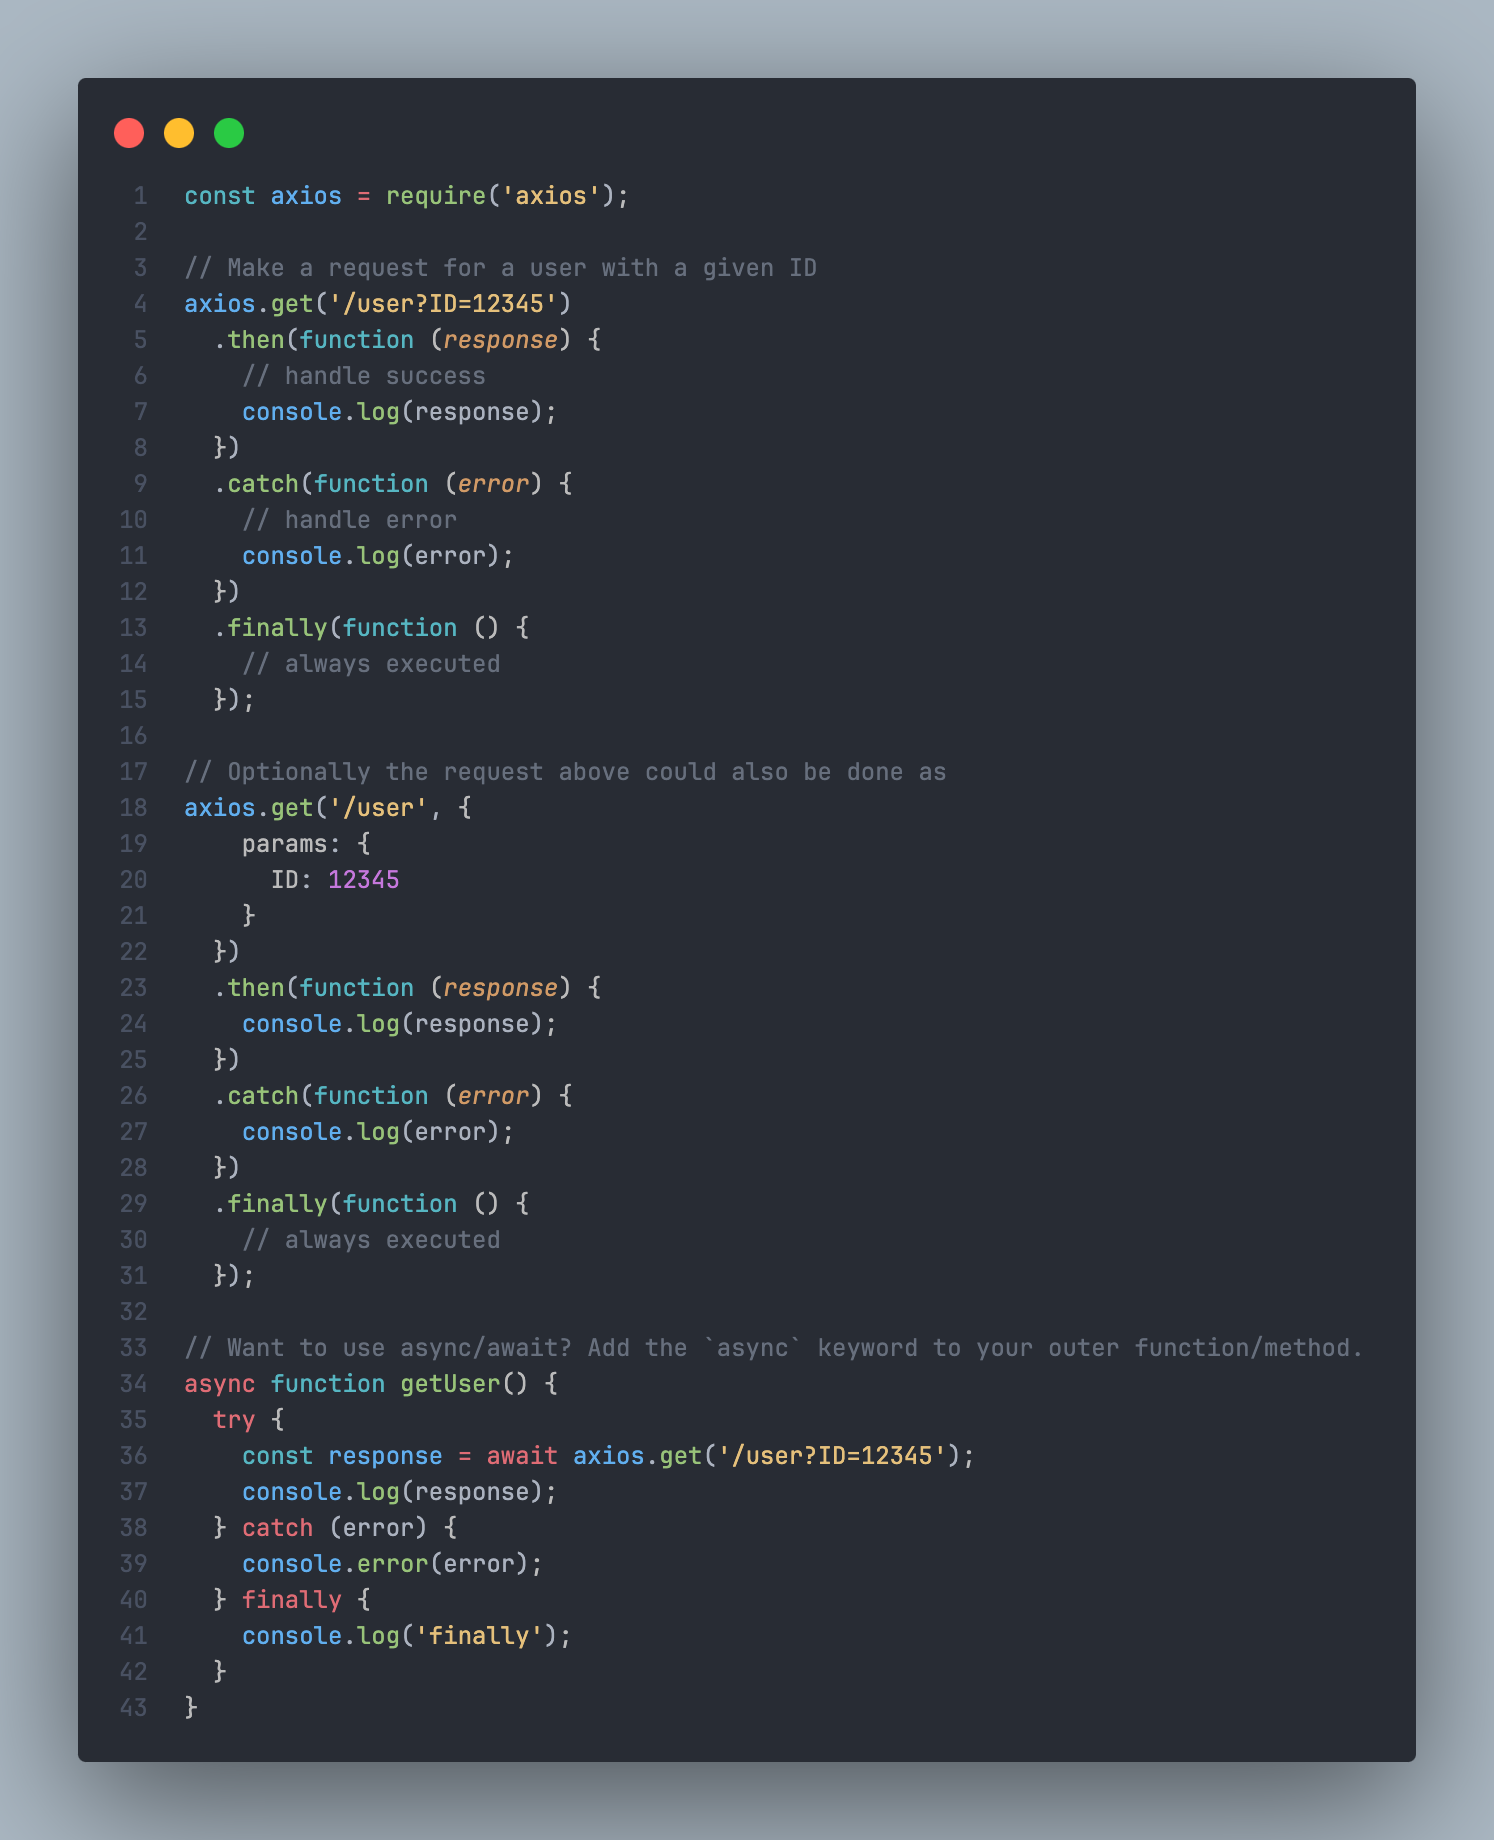 1 const axios = require('axios');
2
3 // Make a request for a user with a given ID
4 axios.get('/user?ID=12345')
5   .then(function (response) {
6     // handle success
7     console.log(response);
8   })
9   .catch(function (error) {
10     // handle error
11     console.log(error);
12   })
13   .finally(function () {
14     // always executed
15   });
16
17 // Optionally the request above could also be done as
18 axios.get('/user', {
19     params: {
20       ID: 12345
21     }
22   })
23   .then(function (response) {
24     console.log(response);
25   })
26   .catch(function (error) {
27     console.log(error);
28   })
29   .finally(function () {
30     // always executed
31   });
32
33 // Want to use async/await? Add the `async` keyword to your outer function/method.
34 async function getUser() {
35   try {
36     const response = await axios.get('/user?ID=12345');
37     console.log(response);
38   } catch (error) {
39     console.error(error);
40   } finally {
41     console.log('finally');
42   }
43 }